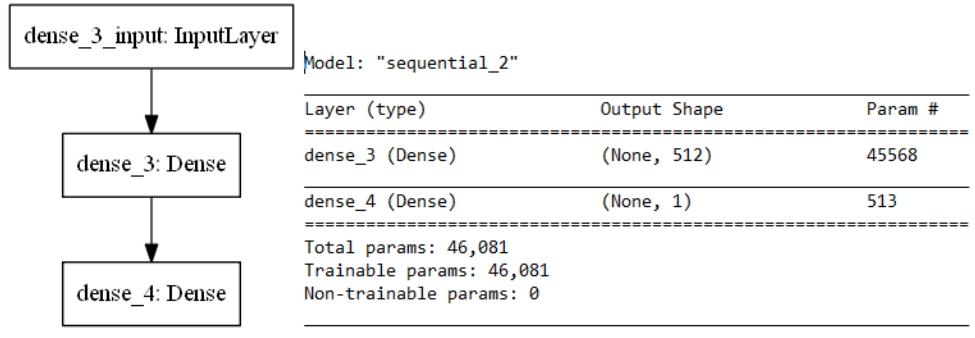 dense_3_input: InputLayer
dense_3: Dense
dense_4: Dense
Model: "sequential_2"
Layer (type) Output Shape Param #
dense_3 (Dense) (None, 512) 45568
dense_4 (Dense) (None, 1) 513
Total params: 46,081
Trainable params: 46,081
Non-trainable params: 0